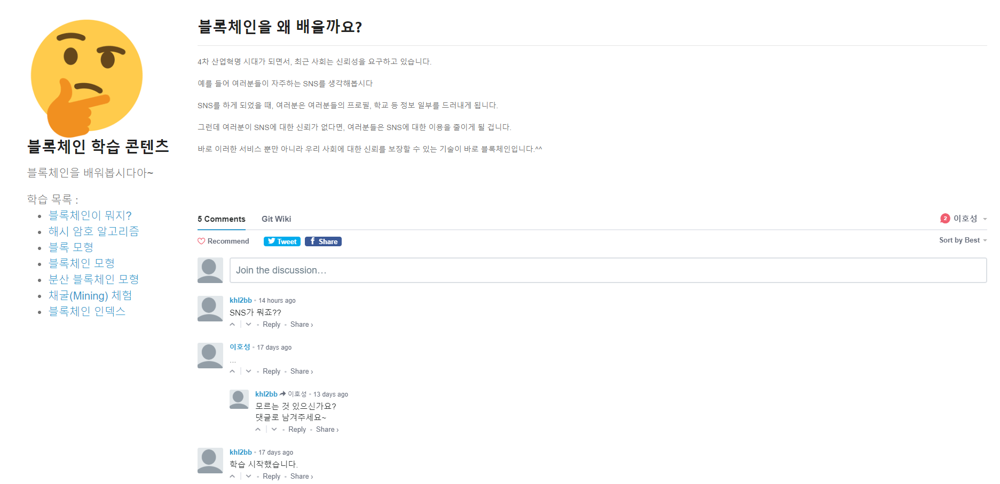 블록체인 학습 콘텐츠
블록체인을 배워봅시다아~
학습 목록 :
블록체인이 뭐지?
해시 암호 알고리즘
블록 모형
블록체인 모형
분산 블록체인 모형
채굴(Mining) 체험
블록체인 인덱스
블록체인을 왜 배울까요?
4차 산업혁명 시대가 되면서, 최근 사회는 신뢰성을 요구하고 있습니다.
예를 들어 여러분들이 자주하는 SNS를 생각해봅시다
SNS를 하게 되었을 때, 여러분은 여러분들의 프로필, 학교 등 정보 일부를 드러내게 됩니다.
그런데 여러분이 SNS에 대한 신뢰가 없다면, 여러분들은 SNS에 대한 이용을 줄이게 될 겁니다.
바로 이러한 서비스 뿐만 아니라 우리 사회에 대한 신뢰를 보장할 수 있는 기술이 바로 블록체인입니다.^^
5 Comments Git Wiki 2 이호성
Recommend Tweet Share Sort by Best
Join the discussion…
khl2bb • 14 hours ago
SNS가 뭐죠??
• Reply • Share ›
이호성 • 17 days ago
...
• Reply • Share ›
khl2bb 이호성 • 13 days ago
모르는 것 있으신가요?
댓글로 남겨주세요~
• Reply • Share ›
khl2bb • 17 days ago
학습 시작했습니다.
• Reply • Share ›